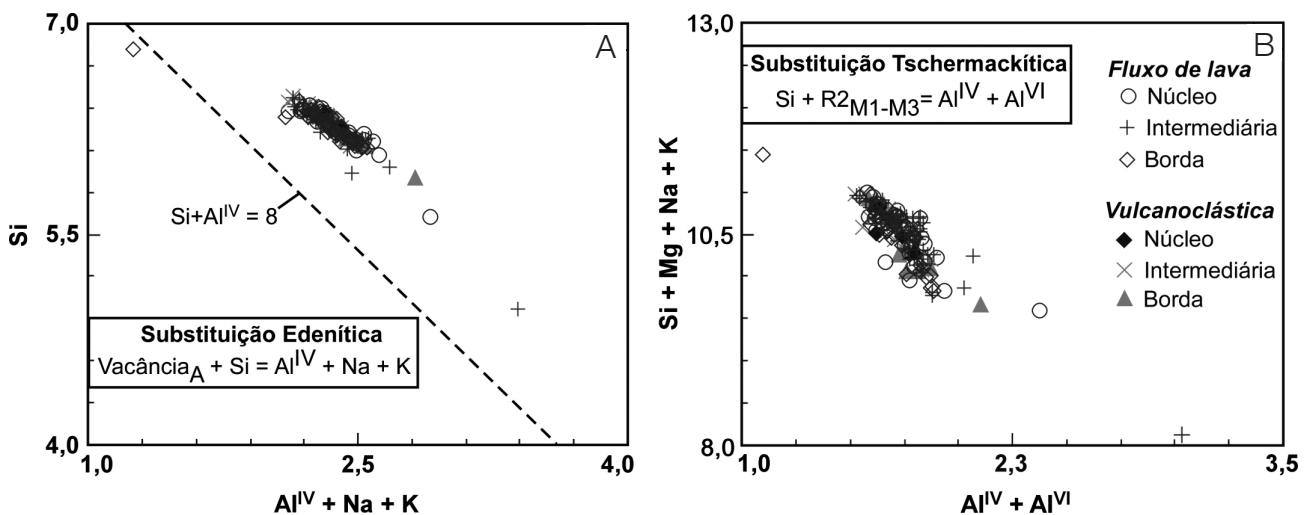 A
7,0
5,5
4,0
Si
Si+Al^IV = 8
Substituição Edenítica
Vacância_A + Si = Al^IV + Na + K
1,0
2,5
4,0
Al^IV + Na + K
B
13,0
10,5
8,0
Si + Mg + Na + K
Substituição Tschermackítica
Si + R2_M1-M3 = Al^IV + Al^VI
Fluxo de lava
Núcleo
Intermediária
Borda
Vulcanoclástica
Núcleo
Intermediária
Borda
1,0
2,3
3,5
Al^IV + Al^VI